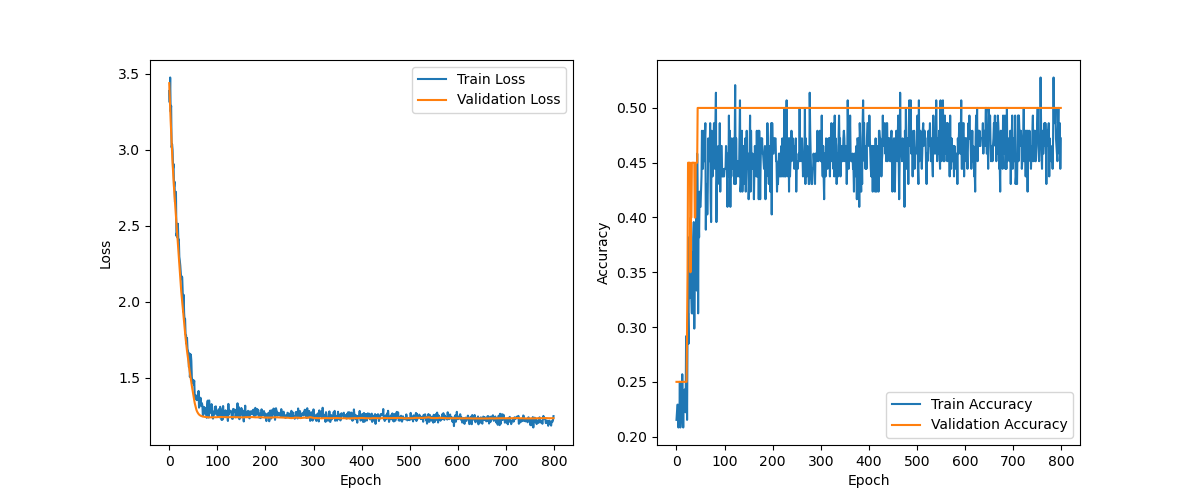 3.5
3.0
2.5
2.0
1.5
Loss
0 100 200 300 400 500 600 700 800
Epoch
Train Loss
Validation Loss
0.50
0.45
0.40
0.35
0.30
0.25
0.20
Accuracy
0 100 200 300 400 500 600 700 800
Epoch
Train Accuracy
Validation Accuracy